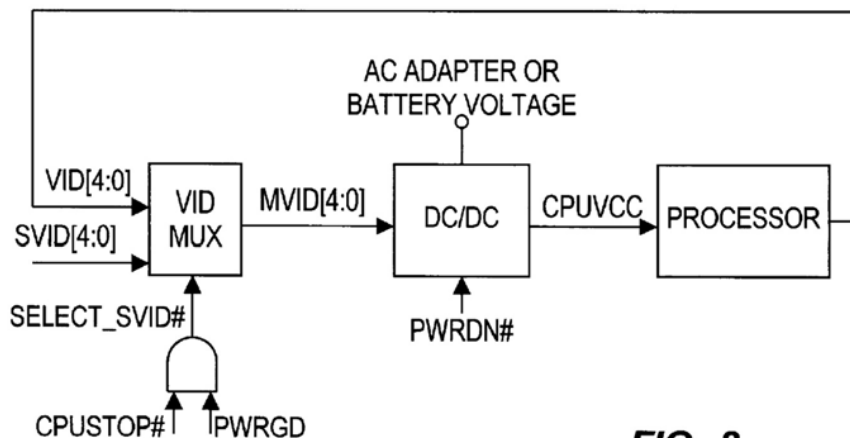 AC ADAPTER OR
BATTERY VOLTAGE
VID[4:0]
SVID[4:0]
VID
MUX
MVID[4:0]
DC/DC
CPUVCC
PROCESSOR
SELECT_SVID#
PWRDN#
CPUSTOP#
PWRGD